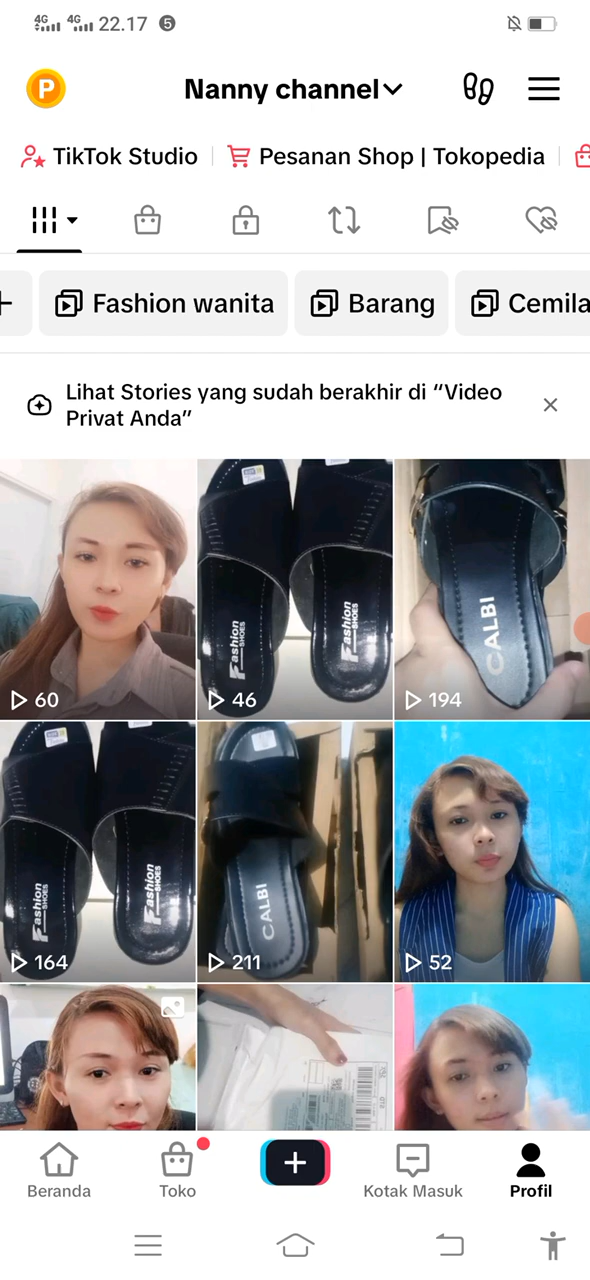 4G 4G 22.17 5
P
Nanny channel
TikTok Studio
Pesanan Shop | Tokopedia
Fashion wanita
Barang
Cemila
Lihat Stories yang sudah berakhir di “Video
Privat Anda”
Fashion
SHOES
Fashion
SHOES
CALBI
60
46
194
Fashion
SHOES
Fashion
SHOES
CALBI
164
211
52
Beranda
Toko
Kotak Masuk
Profil